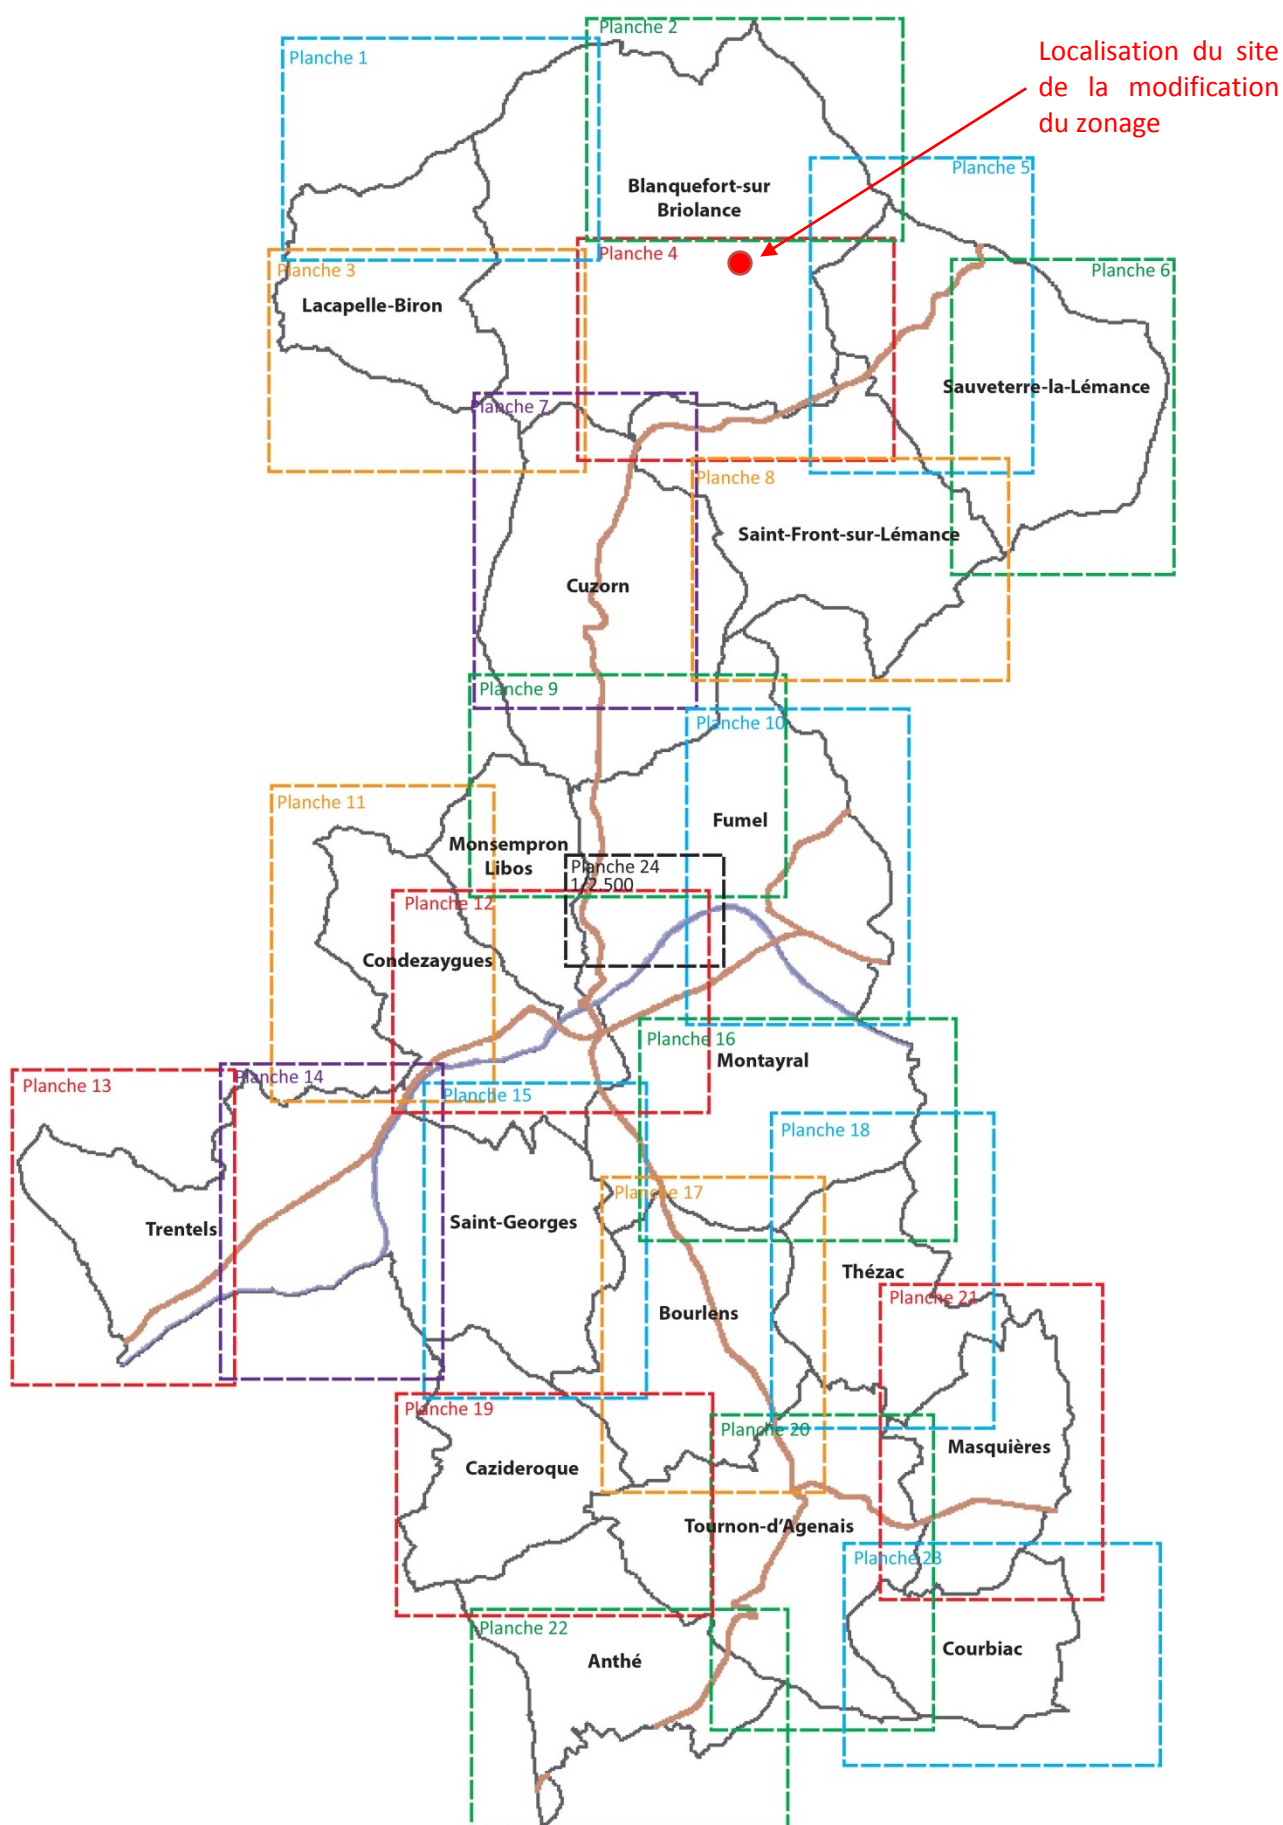 Planche 2
Planche 1
Localisation du site
de la modification
du zonage
Planche 5
Blanquefort-sur
Briolance
Planche 4
Planche 3
Planche 6
Lacapelle-Biron
Sauveterre-la-Lémance
Planche 7
Planche 8
Saint-Front-sur-Lémance
Cuzorn
Planche 9
Planche 10
Planche 11
Fumel
Monsempron
Libos
Planche 24
1/2.500
Planche 12
Condezaygues
Planche 16
Montayral
Planche 13
Planche 14
Planche 15
Planche 18
Planche 17
Trentels
Saint-Georges
Thézac
Planche 21
Bourlens
Planche 19
Planche 20
Masquières
Cazideroque
Tournon-d'Agenais
Planche 23
Planche 22
Anthé
Courbiac